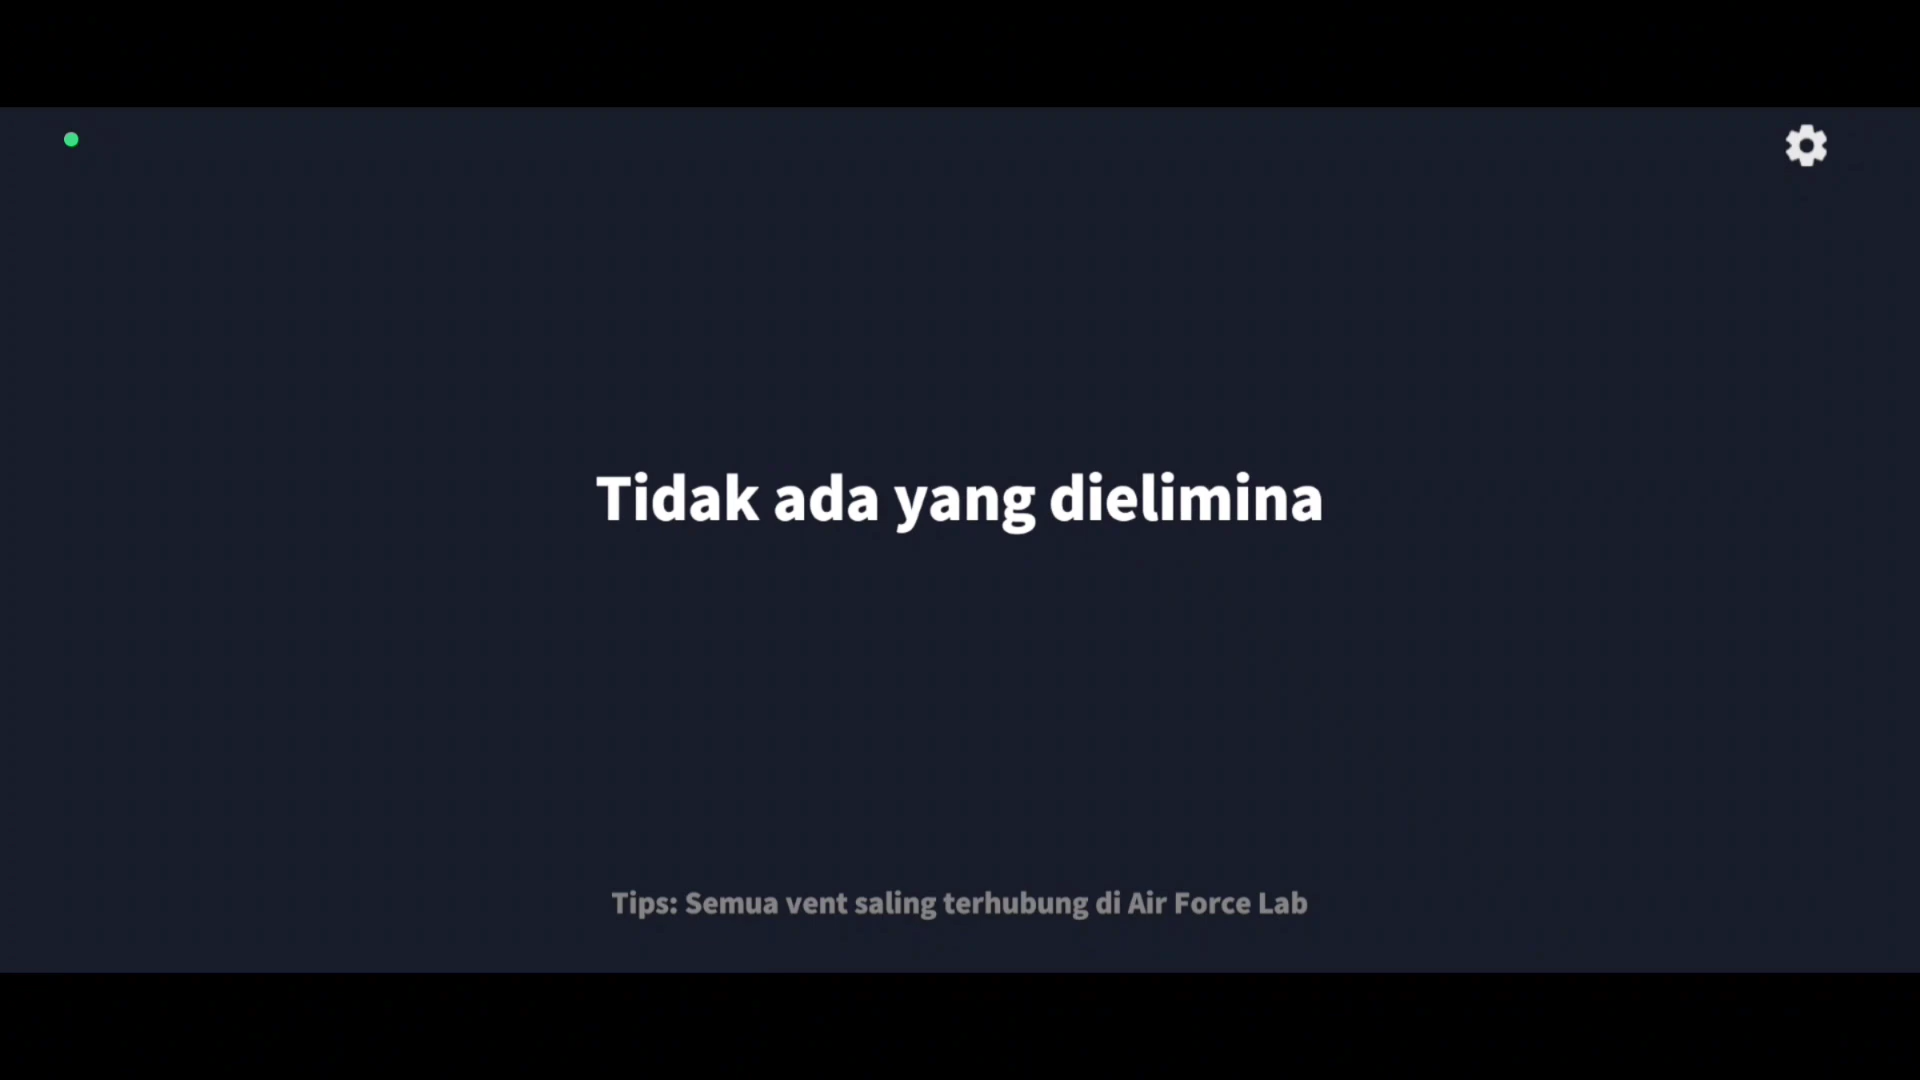 Tidak ada yang dielimina
Tips: Semua vent saling terhubung di Air Force Lab